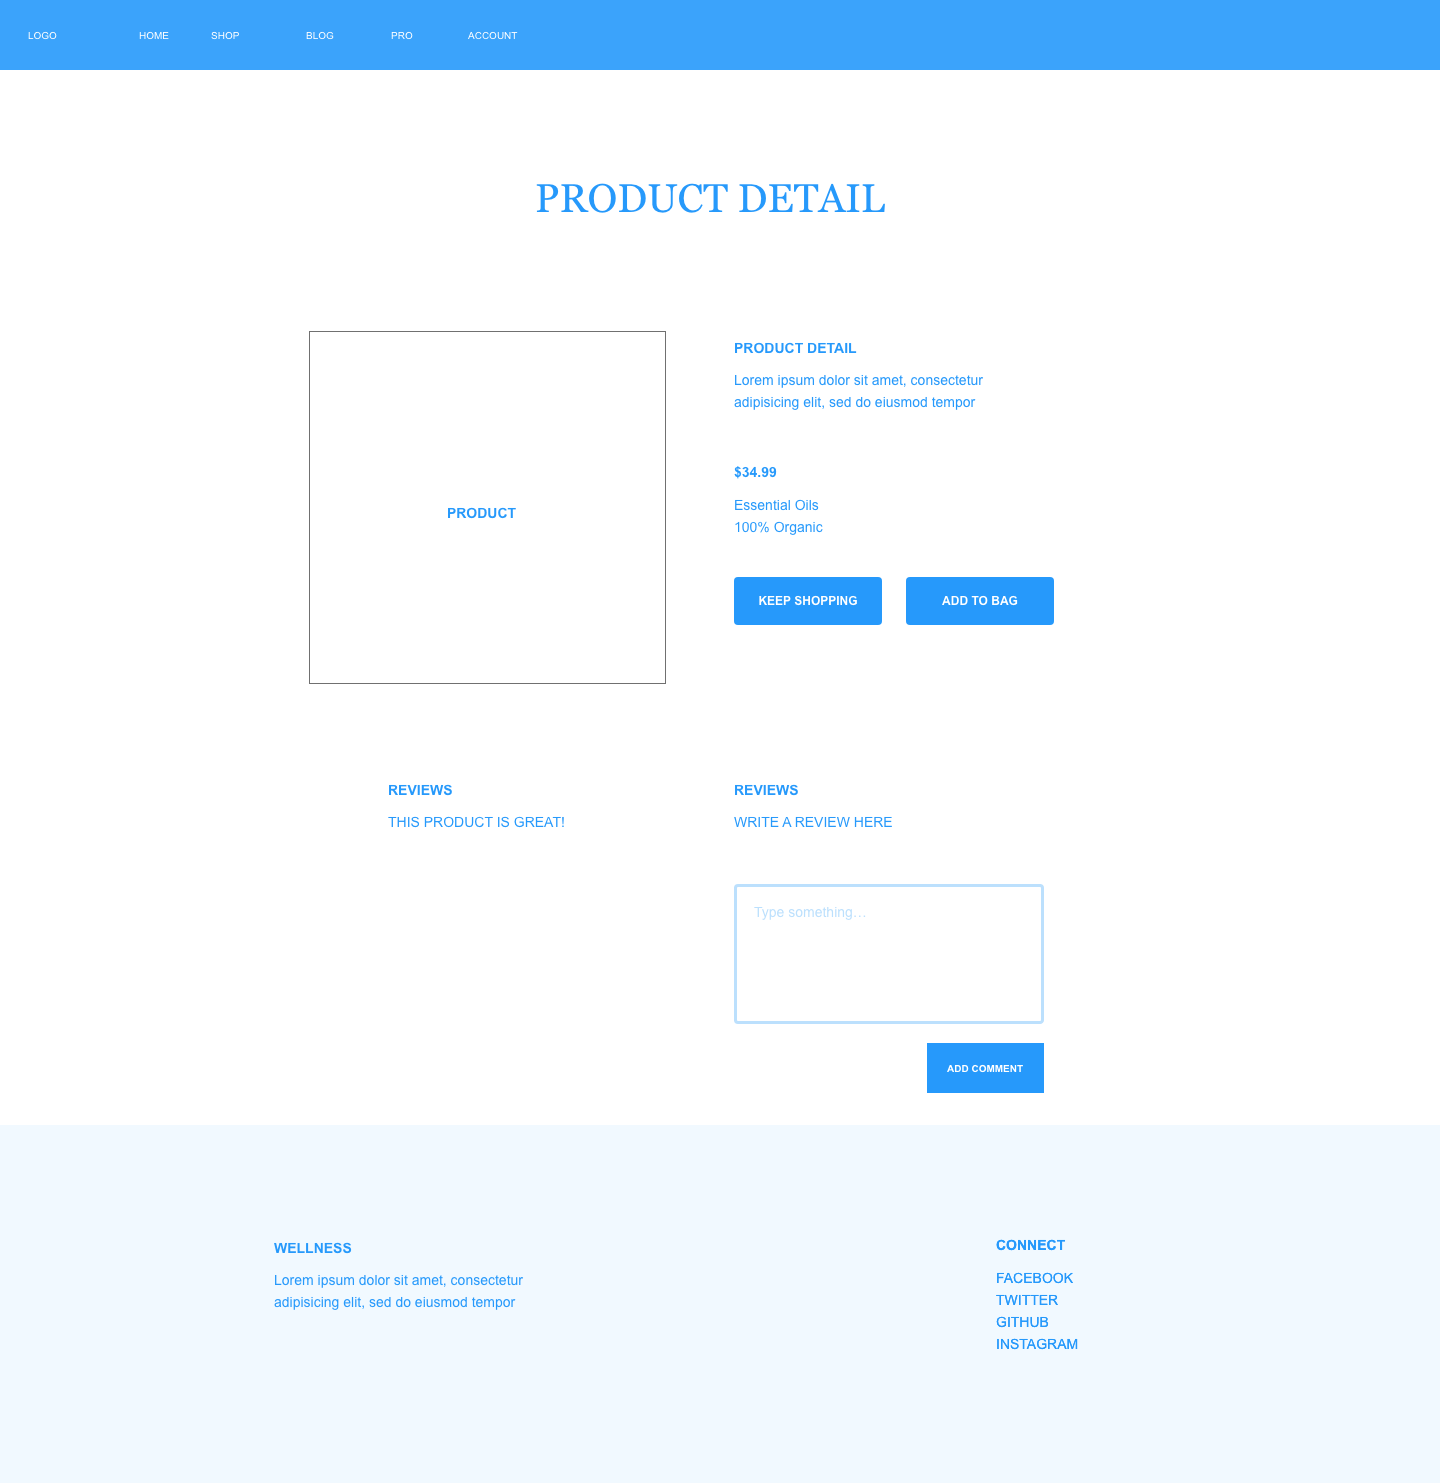 LOGO HOME SHOP BLOG PRO ACCOUNT
PRODUCT DETAIL
PRODUCT
PRODUCT DETAIL
Lorem ipsum dolor sit amet, consectetur
adipisicing elit, sed do eiusmod tempor
$34.99
Essential Oils
100% Organic
KEEP SHOPPING
ADD TO BAG
REVIEWS
THIS PRODUCT IS GREAT!
REVIEWS
WRITE A REVIEW HERE
Type something...
ADD COMMENT
WELLNESS
Lorem ipsum dolor sit amet, consectetur
adipisicing elit, sed do eiusmod tempor
CONNECT
FACEBOOK
TWITTER
GITHUB
INSTAGRAM